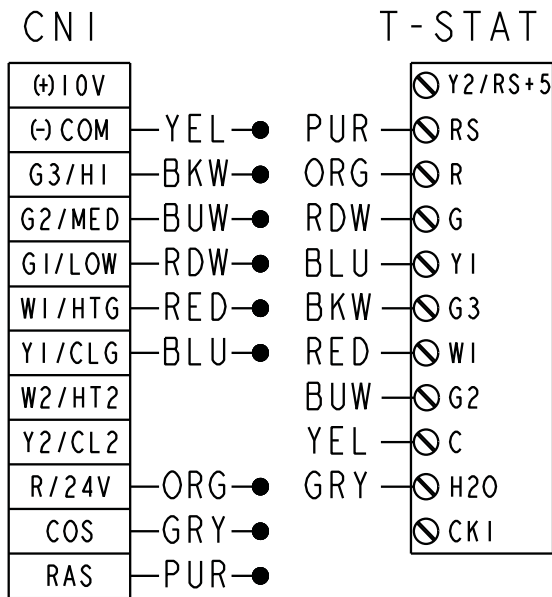 CNI T-STAT
(+)10V Y2/RS+5
(-)COM YEL PUR RS
G3/HI BKW ORG R
G2/MED BUW RDW G
G1/LOW RDW BLU Y1
W1/HTG RED BKW G3
Y1/CLG BLU RED W1
W2/HT2 BUW G2
Y2/CL2 YEL C
R/24V ORG GRY H2O
COS GRY CK1
RAS PUR